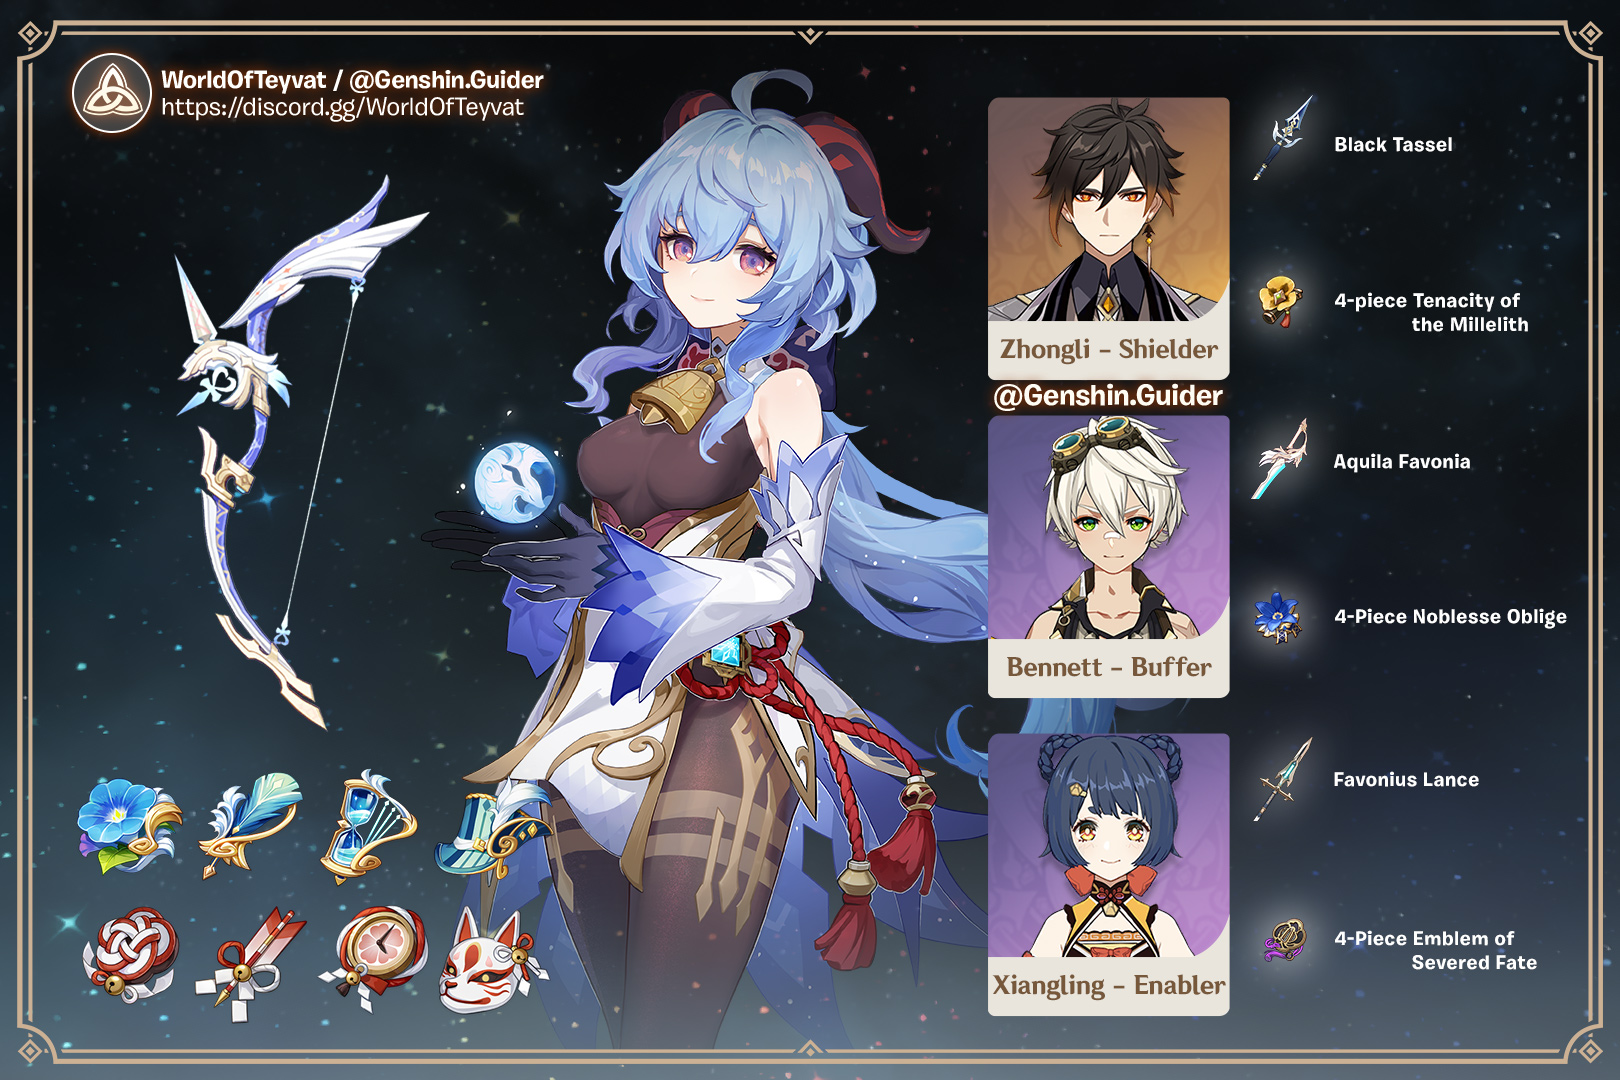 WorldOfTeyvat / @Genshin.Guider
https://discord.gg/WorldOfTeyvat
Zhongli - Shielder
Black Tassel
4-piece Tenacity of
the Millelith
@Genshin.Guider
Bennett - Buffer
Aquila Favonia
4-Piece Noblesse Oblige
Xiangling - Enabler
Favonius Lance
4-Piece Emblem of
Severed Fate